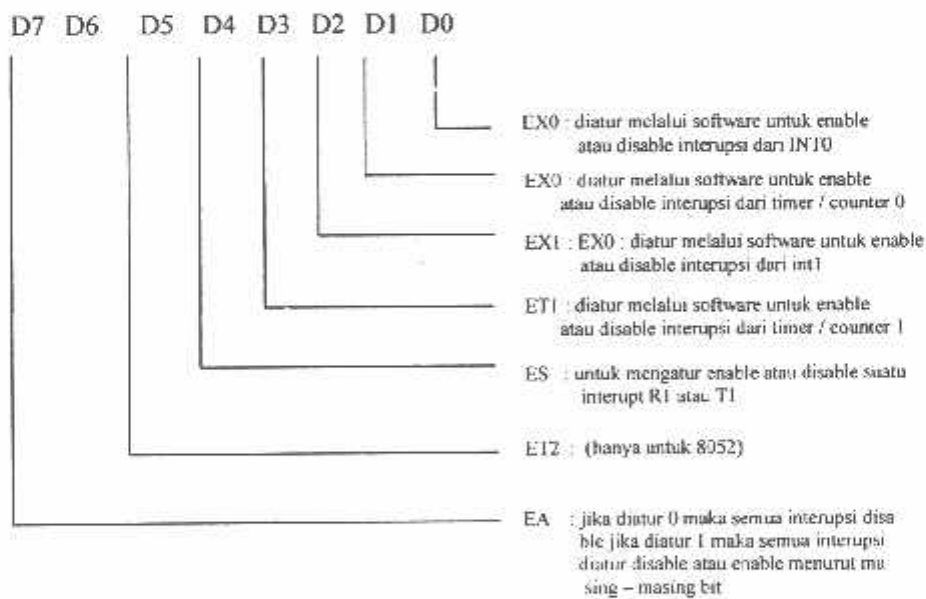 D7 D6 D5 D4 D3 D2 D1 D0
EX0 : diatur melalui software untuk enable
atau disable interupsi dari INT0
EX0 : diatur melalui software untuk enable
atau disable interupsi dari timer / counter 0
EX1 : EX0 : diatur melalui software untuk enable
atau disable interupsi dari int1
ET1 : diatur melalui software untuk enable
atau disable interupsi dari timer / counter 1
ES : untuk mengatur enable atau disable suatu
interupt R1 atau T1
ET2 : (hanya untuk 8052)
EA : jika diatur 0 maka semua interupsi disa
ble jika diatur 1 maka semua interupsi
diatur disable atau enable menurut ma
sing – masing bit